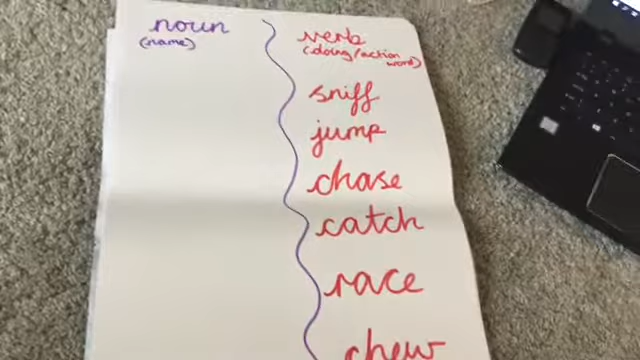 noun
(name)
verb
(doing/action
word)
sniff
jump
chase
catch
race
chew